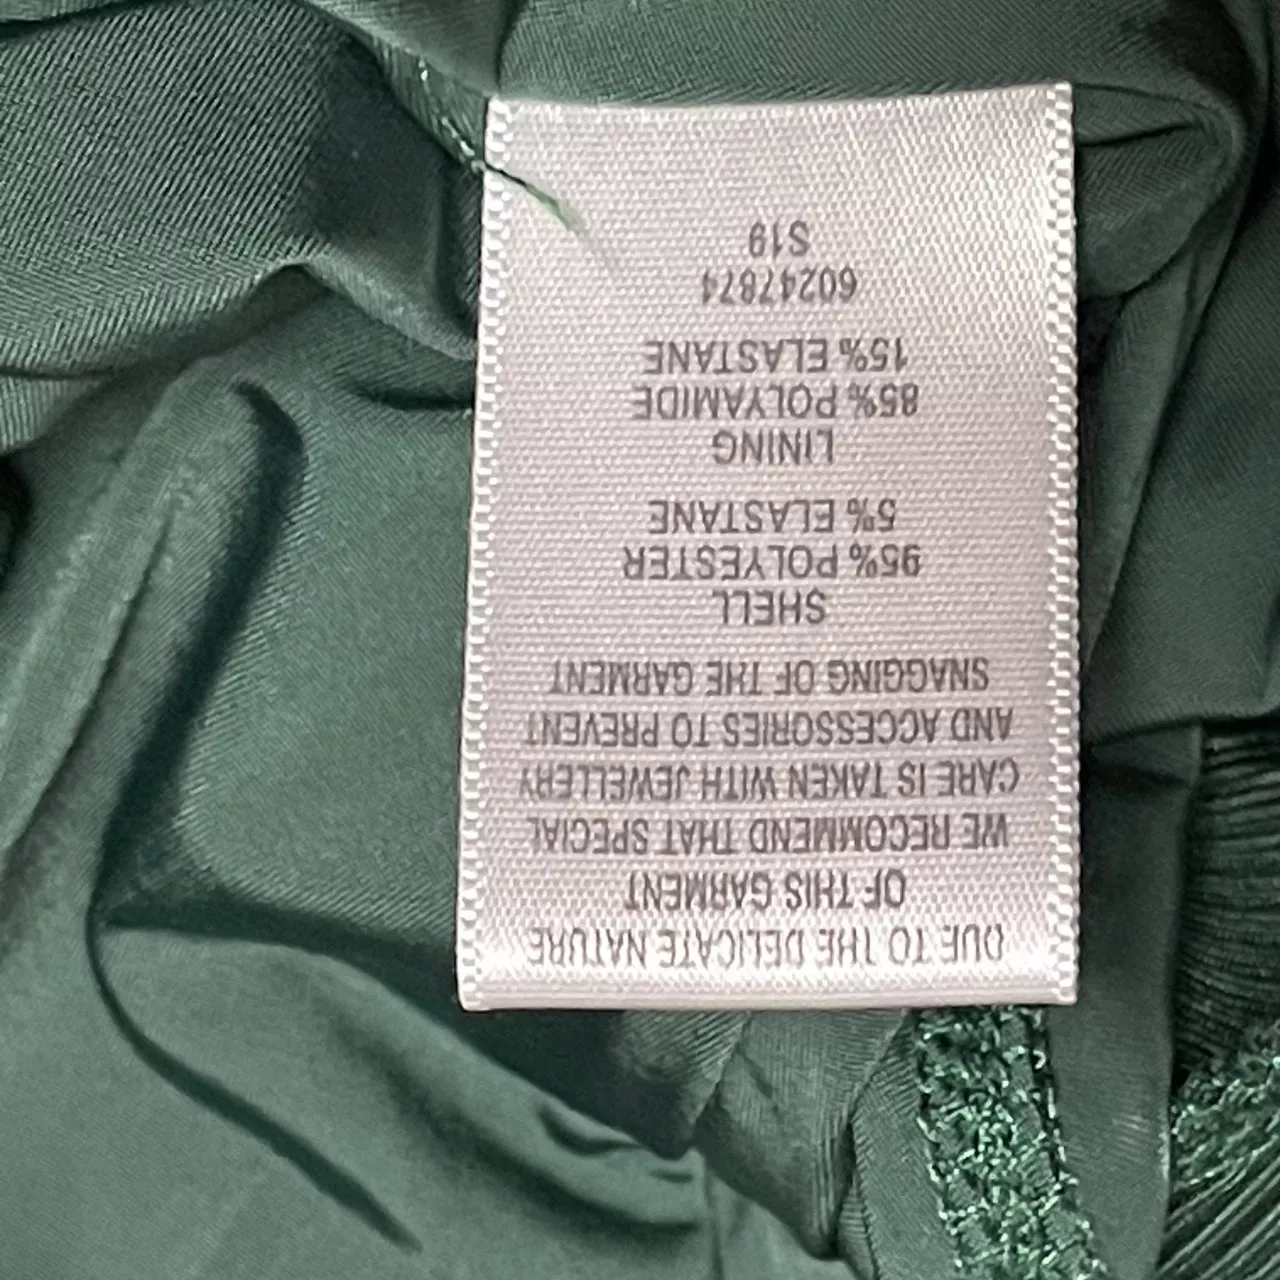 DUE TO THE DELICATE NATURE
OF THIS GARMENT
WE RECOMMEND THAT SPECIAL
CARE IS TAKEN WITH JEWELLERY
AND ACCESSORIES TO PREVENT
SNAGGING OF THE GARMENT
SHELL
95% POLYESTER
5% ELASTANE
LINING
85% POLYAMIDE
15% ELASTANE
60247874
S19